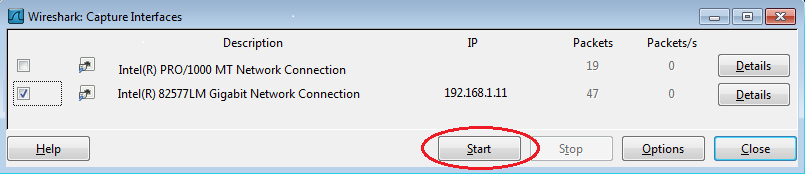 Wireshark: Capture Interfaces
Description IP Packets Packets/s
Intel(R) PRO/1000 MT Network Connection 19 0 Details
Intel(R) 82577LM Gigabit Network Connection 192.168.1.11 47 0 Details
Help Start Stop Options Close